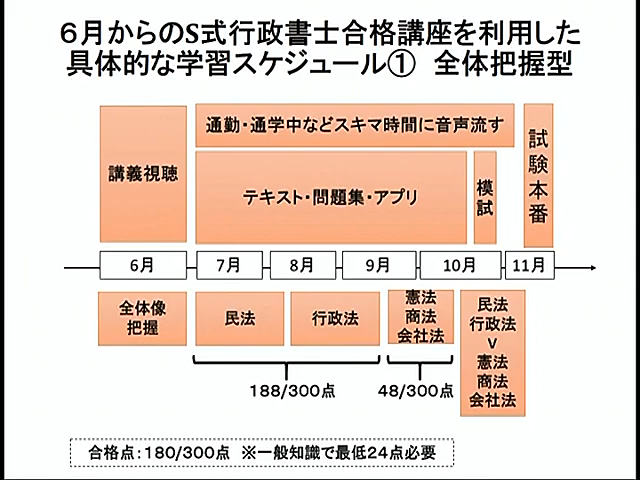 ６月からのS式行政書士合格講座を利用した
具体的な学習スケジュール①　全体把握型
講義視聴
通勤・通学中などスキマ時間に音声流す
テキスト・問題集・アプリ
模試
試験本番
6月
7月
8月
9月
10月
11月
全体像
把握
民法
行政法
憲法
商法
会社法
民法
行政法
∨
憲法
商法
会社法
188/300点
48/300点
合格点：180/300点　※一般知識で最低24点必要